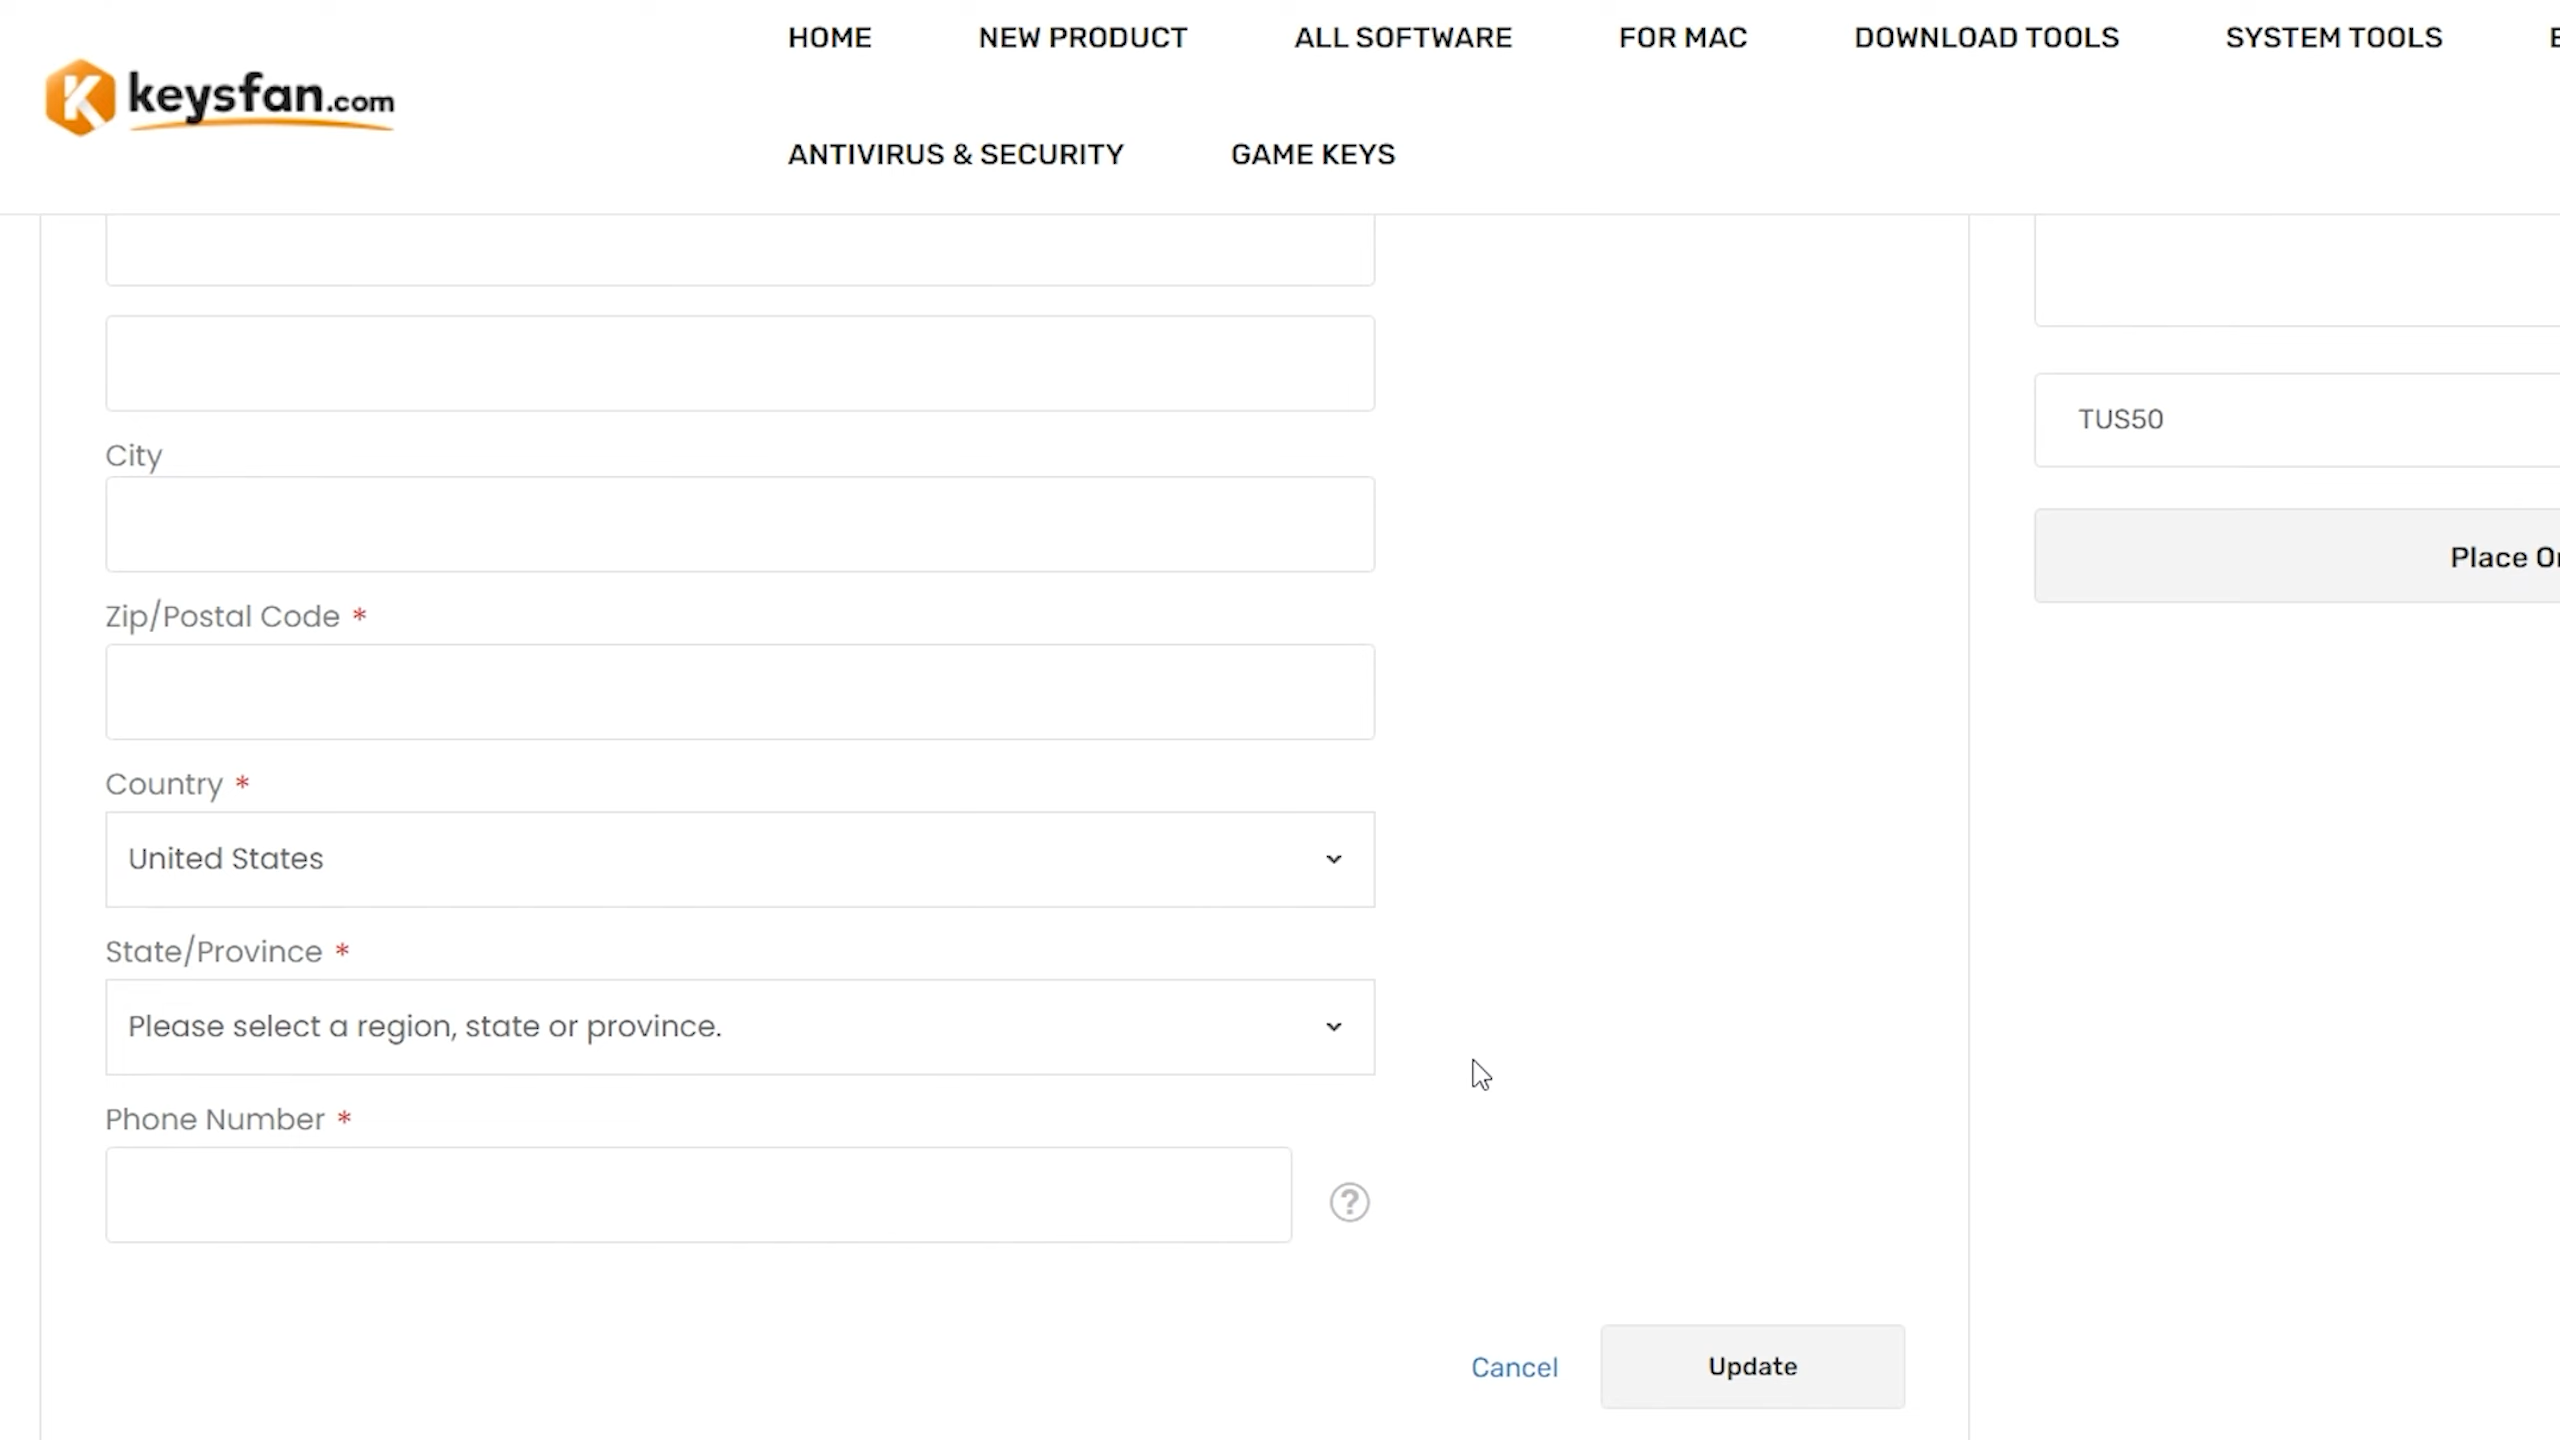 HOME NEW PRODUCT ALL SOFTWARE FOR MAC DOWNLOAD TOOLS SYSTEM TOOLS
keysfan.com
ANTIVIRUS & SECURITY GAME KEYS
City
TUS50
Place Or
Zip/Postal Code *
Country *
United States
State/Province *
Please select a region, state or province.
Phone Number *
?
Cancel Update